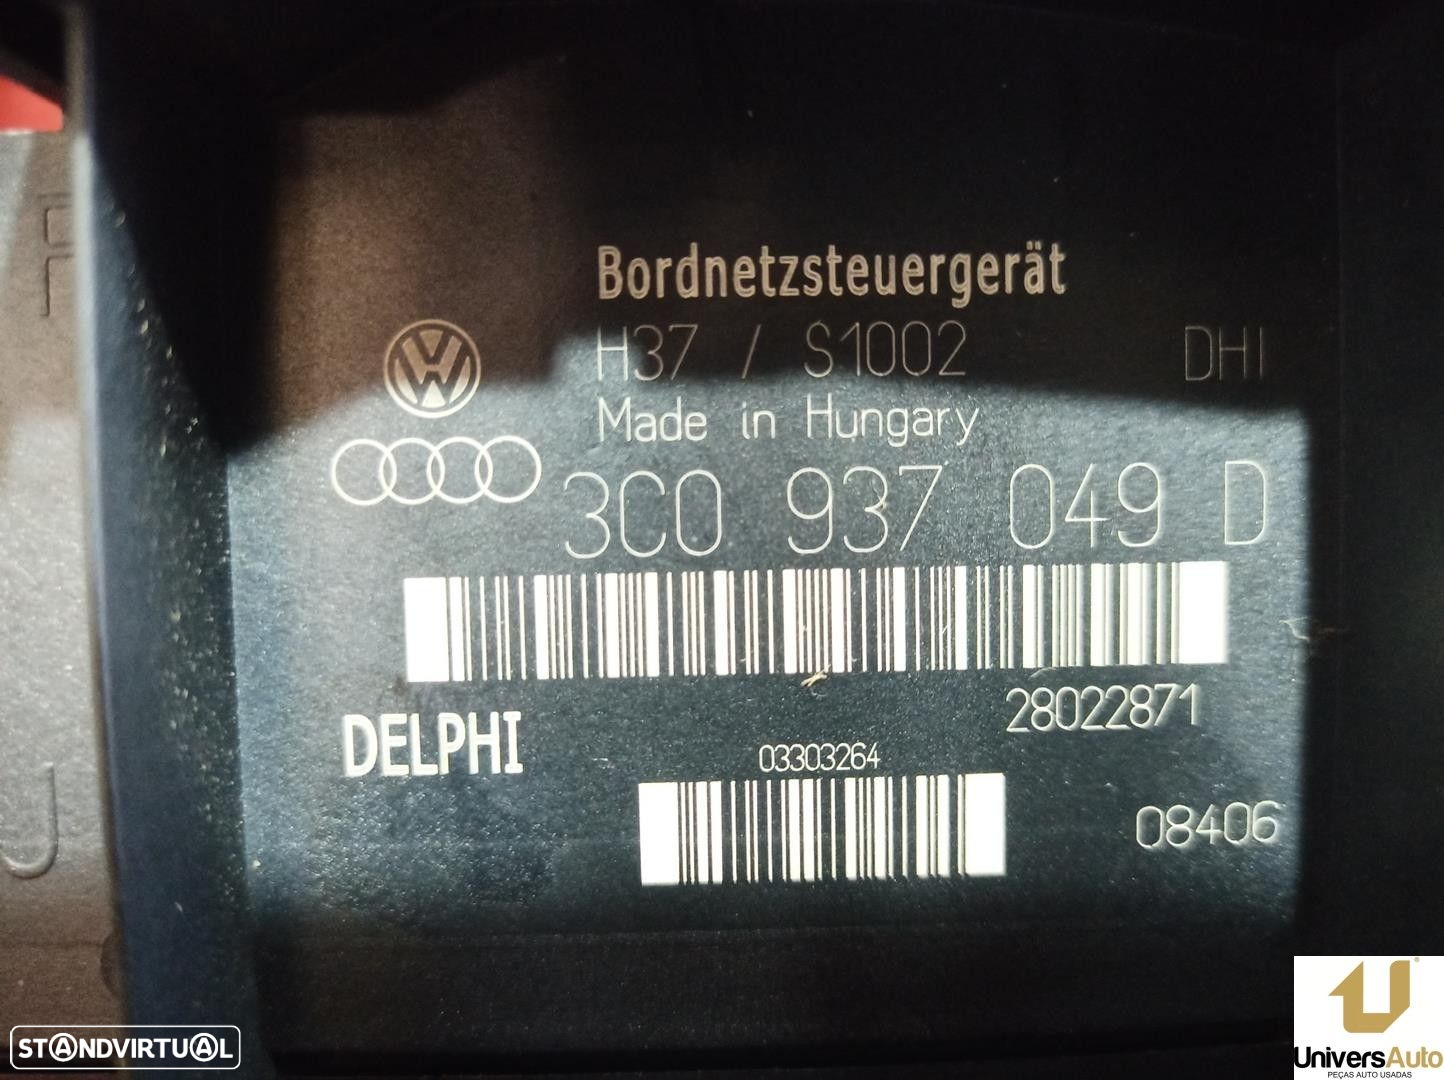 Bordnetzsteuergerät
H37 / S1002 DHI
Made in Hungary
3C0 937 049 D
DELPHI
28022871
03303264
08406
STANDVIRTUAL
UniversAuto
PEÇAS AUTO USADAS